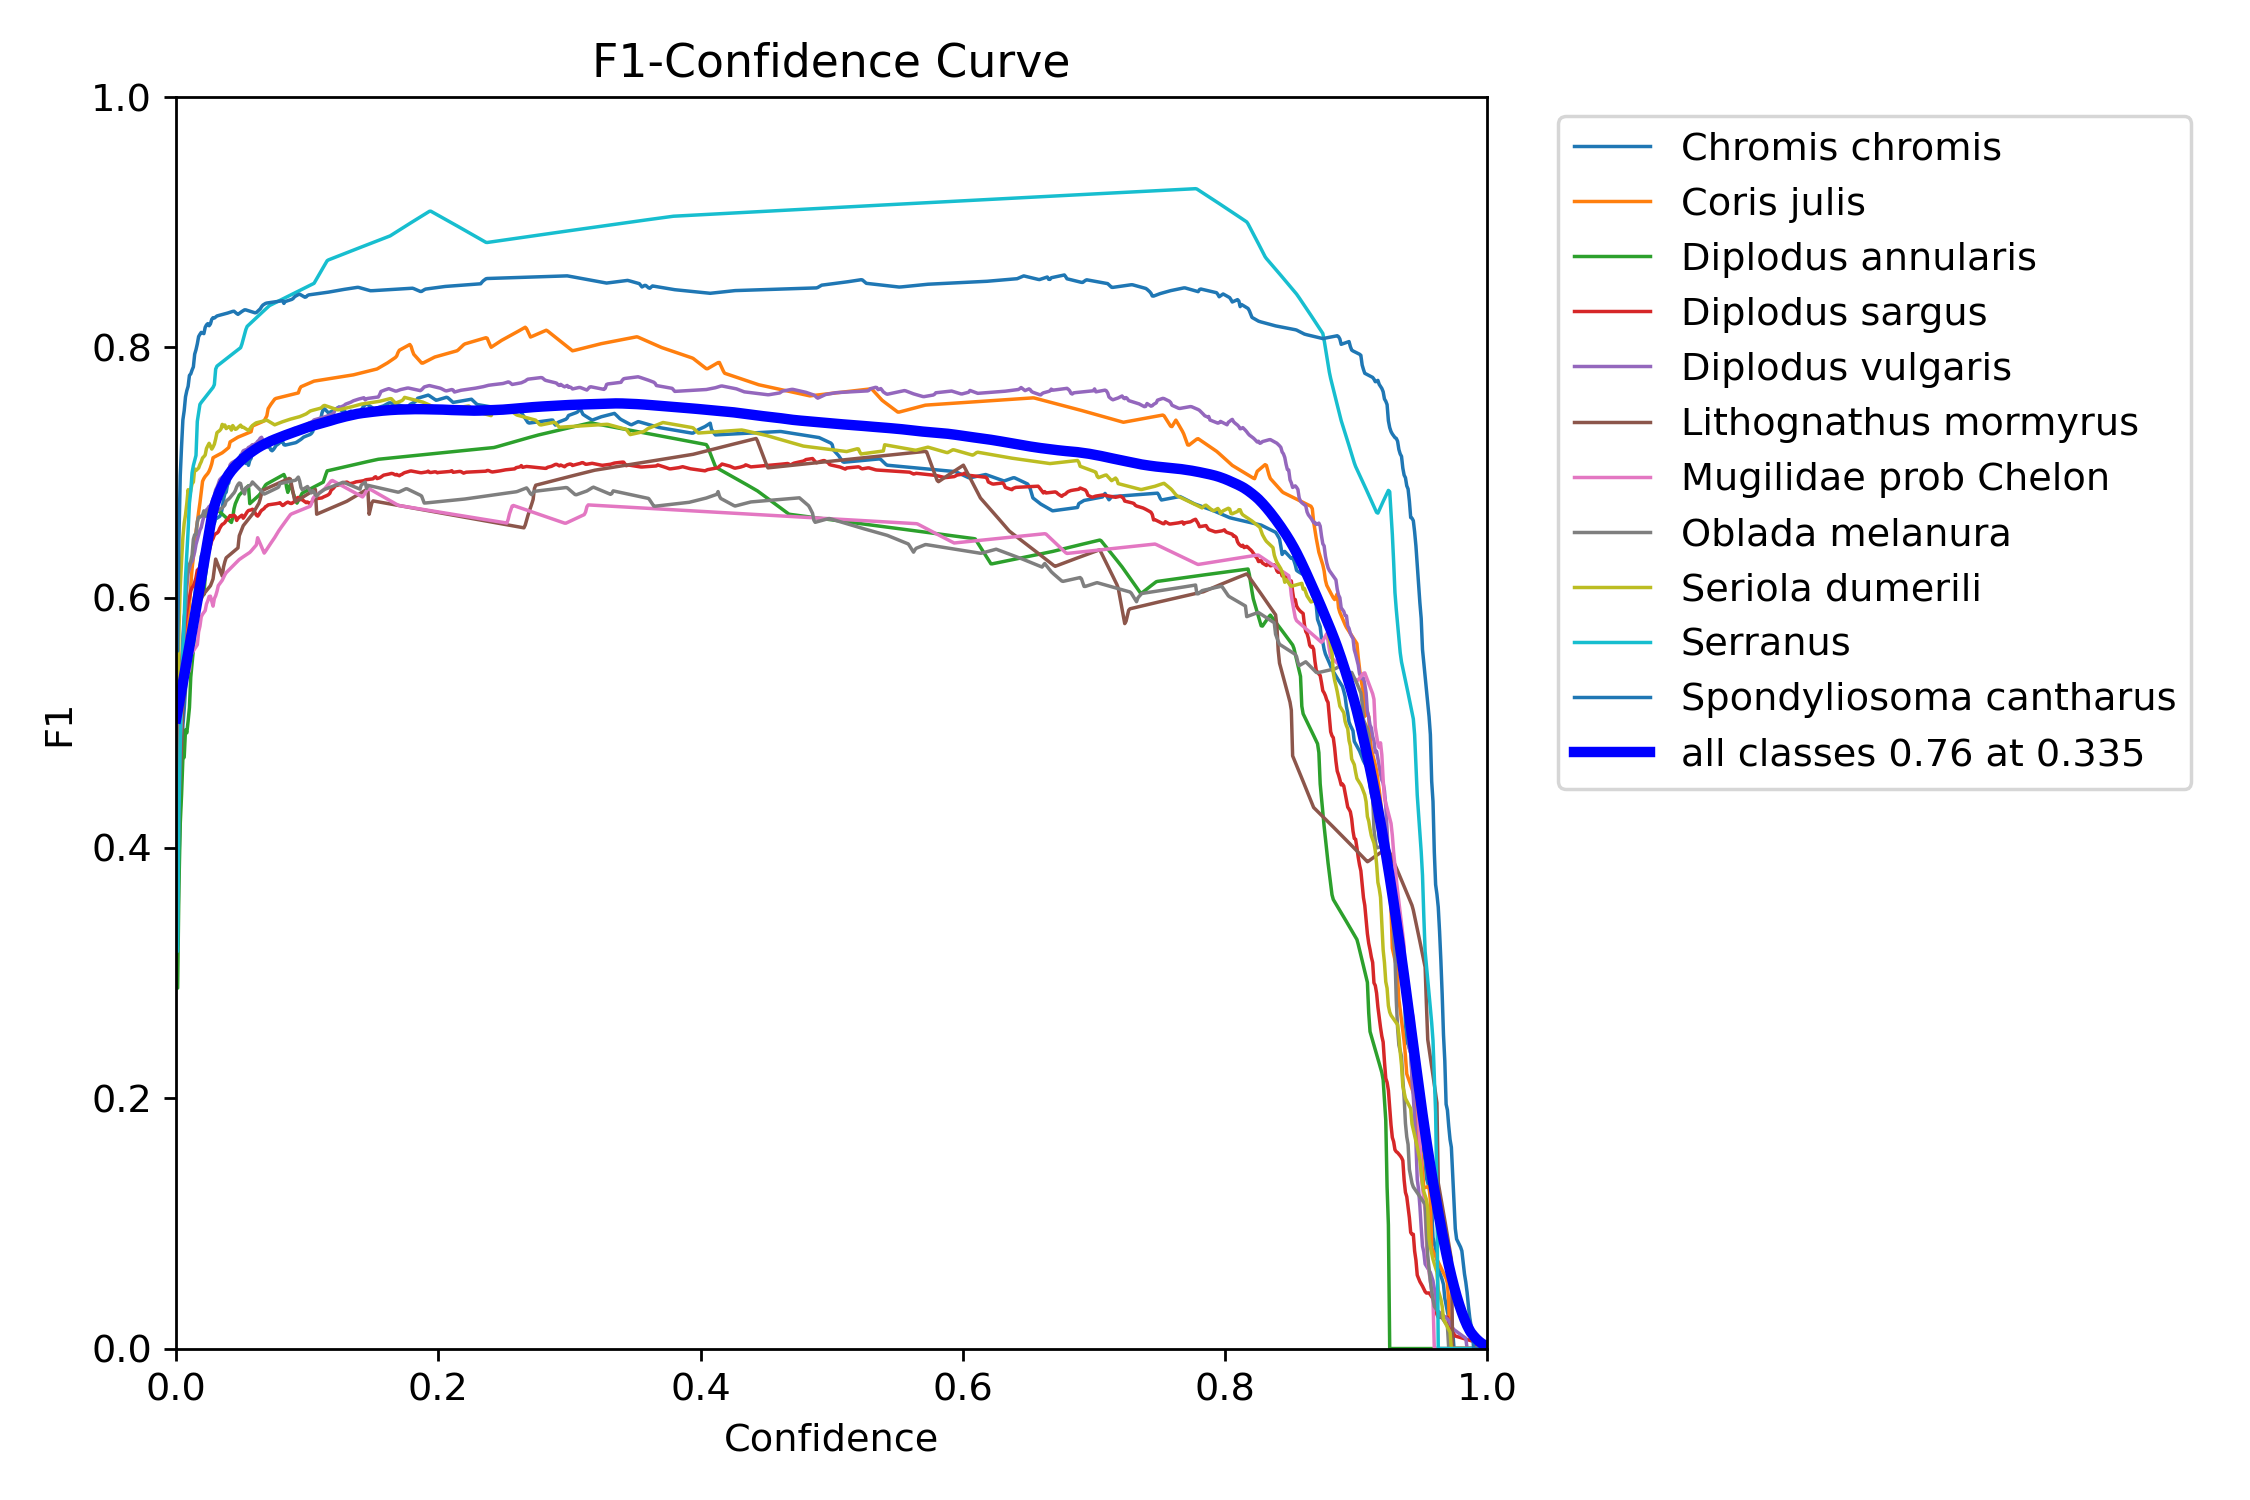 F1-Confidence Curve
1.0
0.8
0.6
0.4
0.2
0.0
F1
0.0 0.2 0.4 0.6 0.8 1.0
Confidence
Chromis chromis
Coris julis
Diplodus annularis
Diplodus sargus
Diplodus vulgaris
Lithognathus mormyrus
Mugilidae prob Chelon
Oblada melanura
Seriola dumerili
Serranus
Spondyliosoma cantharus
all classes 0.76 at 0.335